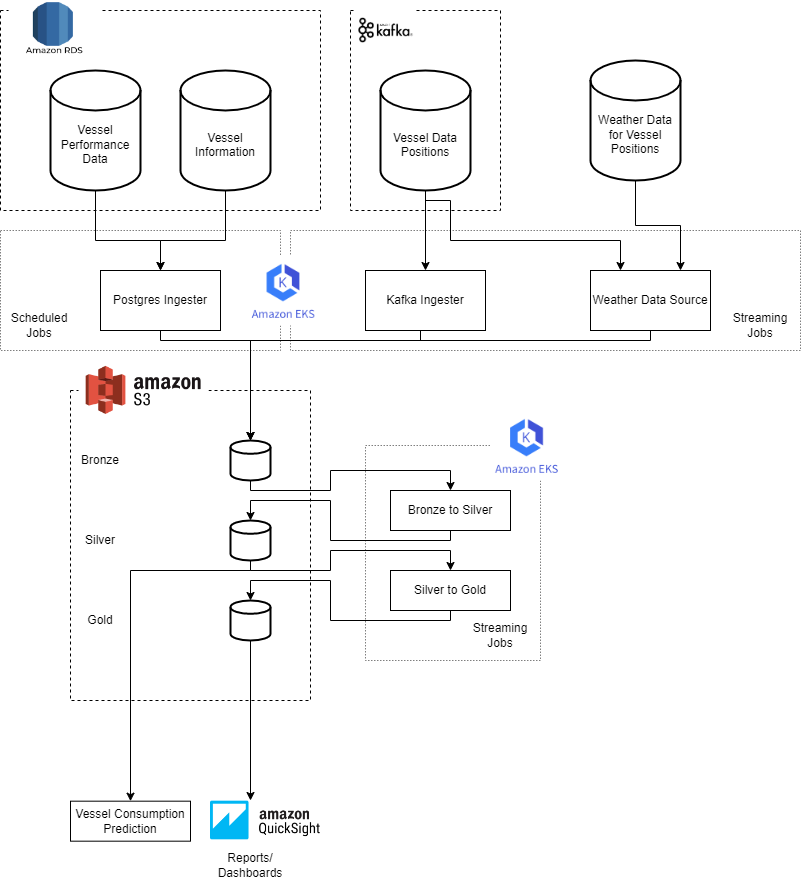 Amazon RDS
kafka
Vessel
Performance
Data
Vessel
Information
Vessel Data
Positions
Weather Data
for Vessel
Positions
Postgres Ingester
Kafka Ingester
Weather Data Source
Scheduled
Jobs
K
Amazon EKS
Streaming
Jobs
amazon
S3
Bronze
Silver
Gold
K
Amazon EKS
Bronze to Silver
Silver to Gold
Streaming
Jobs
Vessel Consumption
Prediction
amazon
QuickSight
Reports/
Dashboards